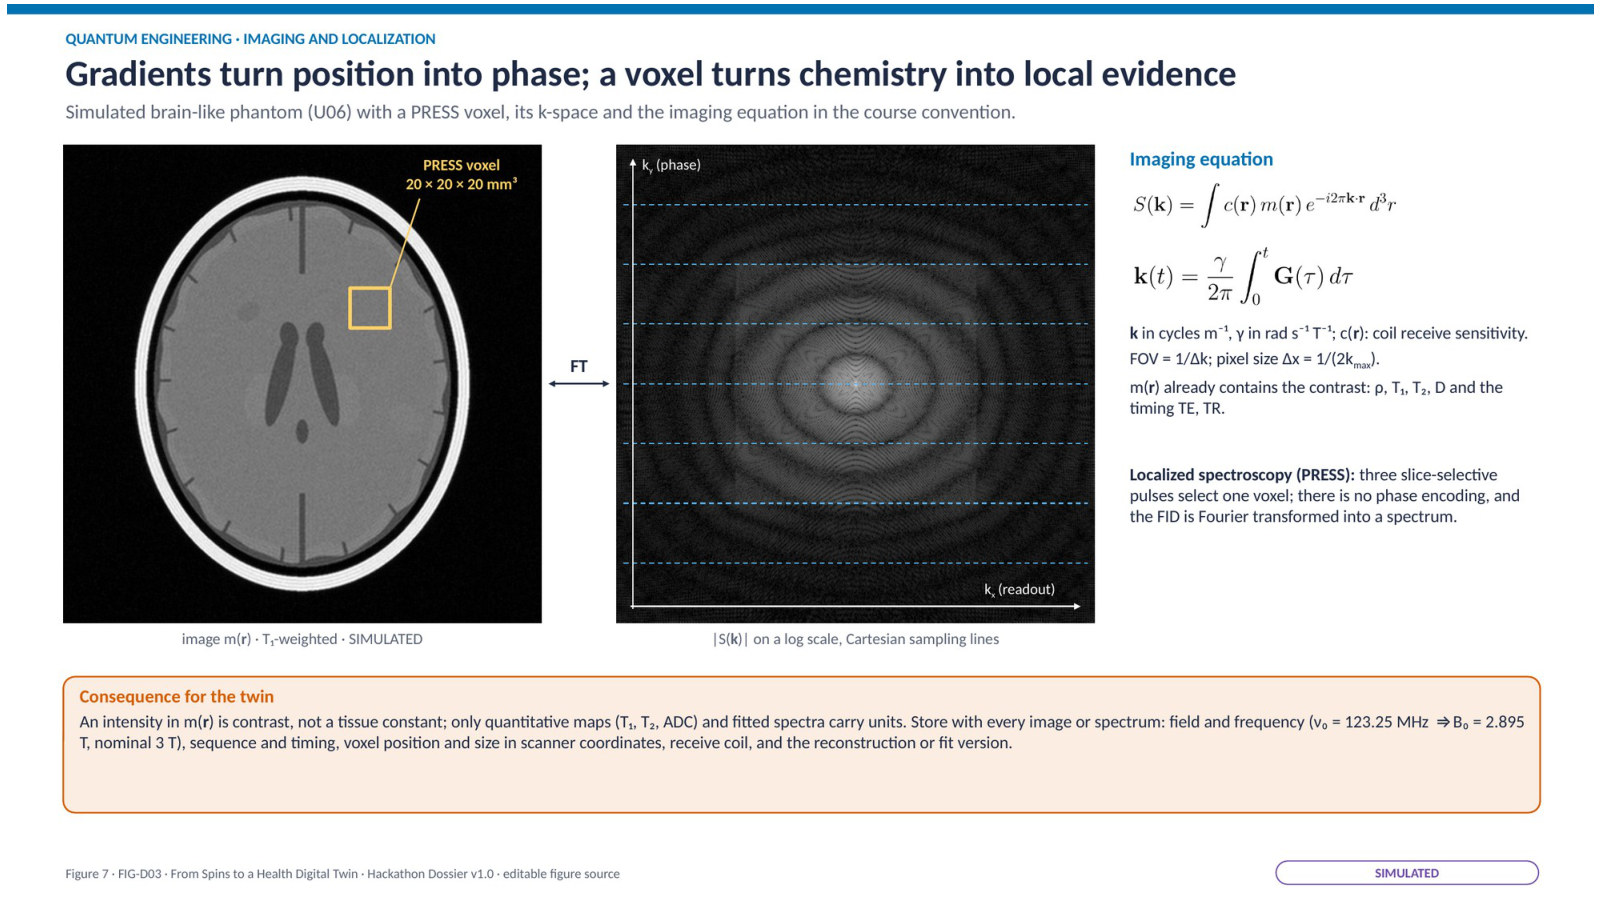 QUANTUM ENGINEERING · IMAGING AND LOCALIZATION
Gradients turn position into phase; a voxel turns chemistry into local evidence
Simulated brain-like phantom (U06) with a PRESS voxel, its k-space and the imaging equation in the course convention.
PRESS voxel
20 × 20 × 20 mm³
image m(r) · T₁-weighted · SIMULATED
FT
k_y (phase)
k_x (readout)
|S(k)| on a log scale, Cartesian sampling lines
Imaging equation
S(k) = ∫ c(r) m(r) e^{−i2πk·r} d³r
k(t) = γ/2π ∫₀ᵗ G(τ) dτ
k in cycles m⁻¹, γ in rad s⁻¹ T⁻¹; c(r): coil receive sensitivity.
FOV = 1/Δk; pixel size Δx = 1/(2k_max).
m(r) already contains the contrast: ρ, T₁, T₂, D and the
timing TE, TR.
Localized spectroscopy (PRESS): three slice-selective
pulses select one voxel; there is no phase encoding, and
the FID is Fourier transformed into a spectrum.
Consequence for the twin
An intensity in m(r) is contrast, not a tissue constant; only quantitative maps (T₁, T₂, ADC) and fitted spectra carry units. Store with every image or spectrum: field and frequency (ν₀ = 123.25 MHz ⇒ B₀ = 2.895
T, nominal 3 T), sequence and timing, voxel position and size in scanner coordinates, receive coil, and the reconstruction or fit version.
Figure 7 · FIG-D03 · From Spins to a Health Digital Twin · Hackathon Dossier v1.0 · editable figure source
SIMULATED